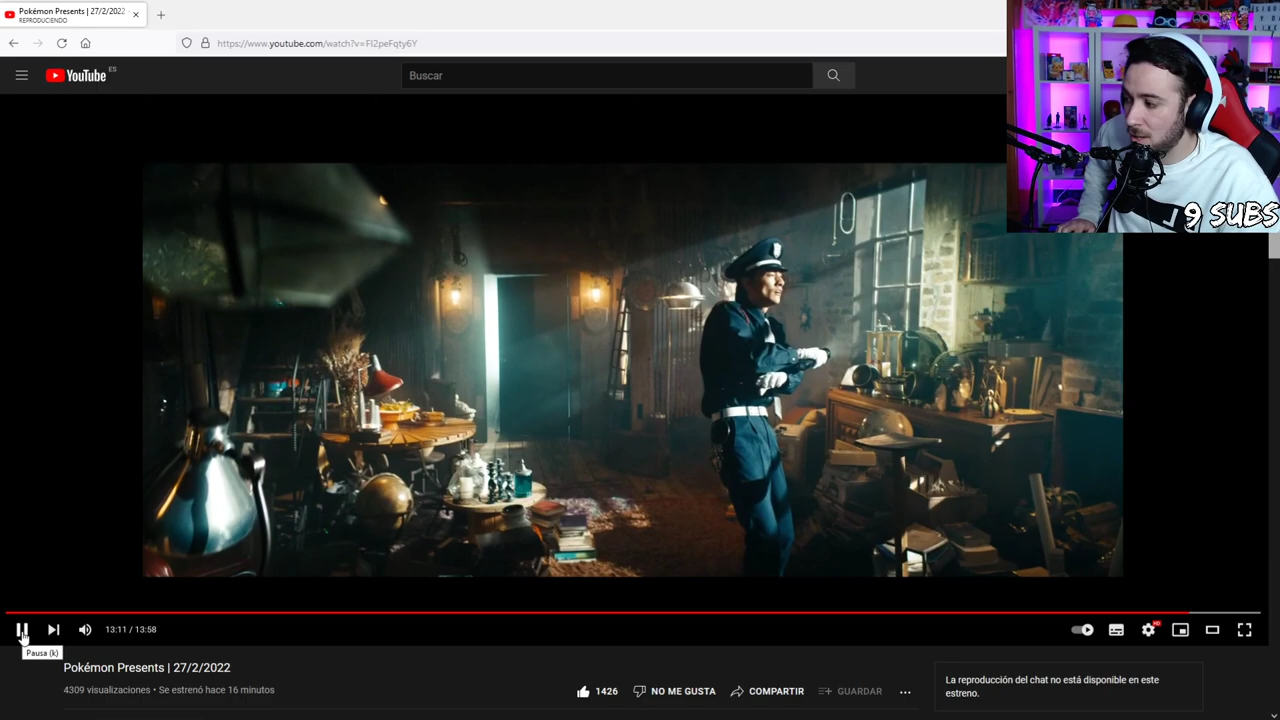 Pokémon Presents | 27/2/2022
REPRODUCIENDO
https://www.youtube.com/watch?v=FI2peFqty6Y
YouTube ES
Buscar
9 SUBS
13:11 / 13:58
HD
Pausa (k)
Pokémon Presents | 27/2/2022
4309 visualizaciones • Se estrenó hace 16 minutos
1426
NO ME GUSTA
COMPARTIR
GUARDAR
La reproducción del chat no está disponible en este
estreno.